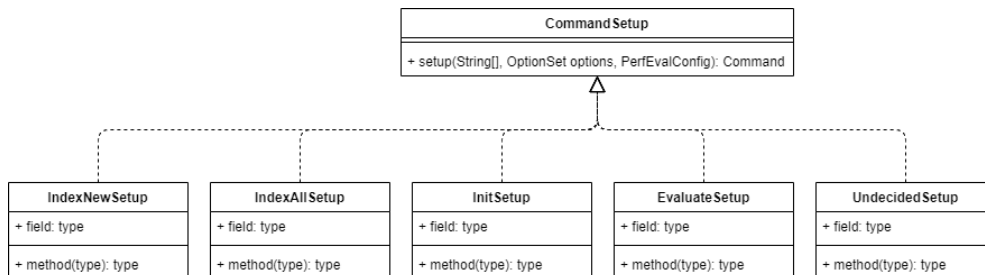 CommandSetup
+ setup(String[], OptionSet options, PerfEvalConfig): Command
IndexNewSetup
IndexAllSetup
InitSetup
EvaluateSetup
UndecidedSetup
+ field: type
+ field: type
+ field: type
+ field: type
+ field: type
+ method(type): type
+ method(type): type
+ method(type): type
+ method(type): type
+ method(type): type